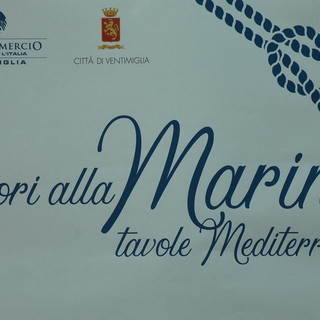 MERCIO
L'ITALIA
IGLIA
CITTÀ DI VENTIMIGLIA
ori alla Marin
tavole Mediterr